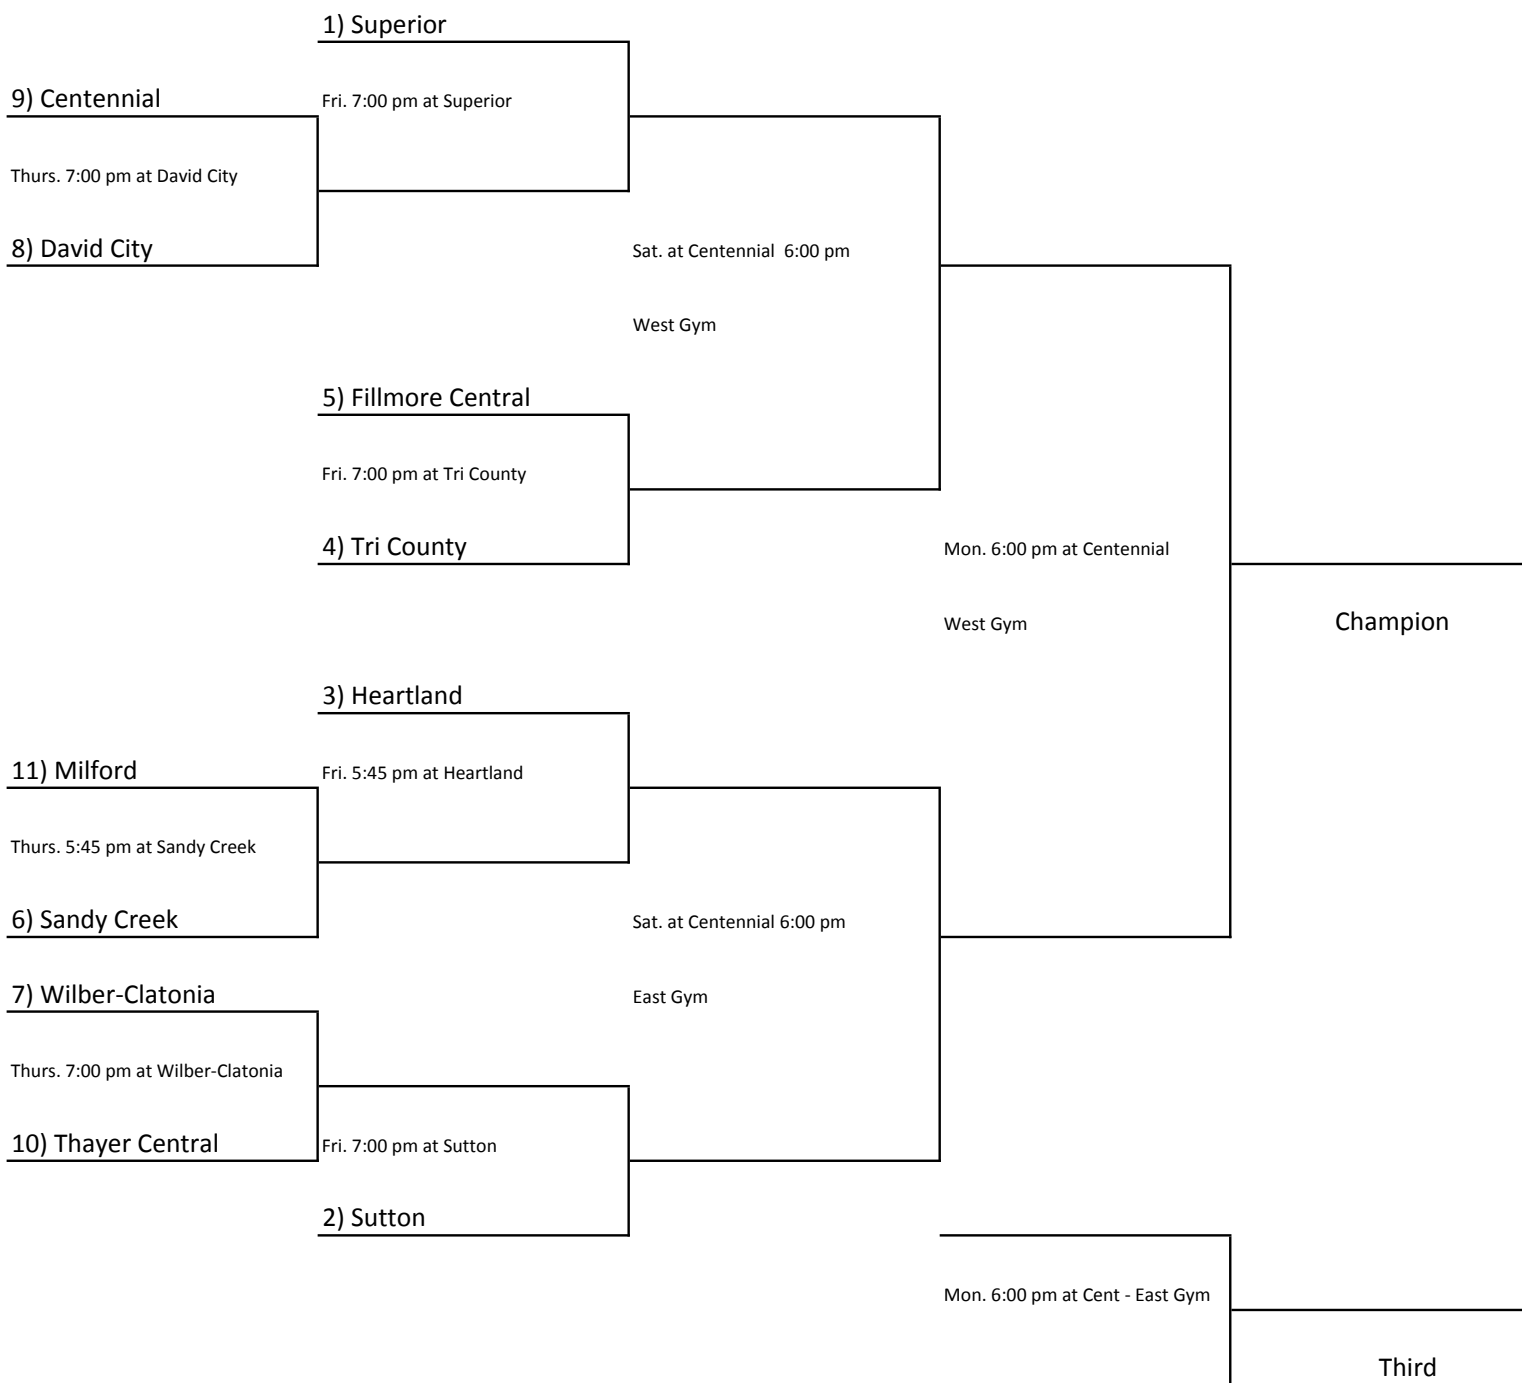 1) Superior
9) Centennial
Fri. 7:00 pm at Superior
Thurs. 7:00 pm at David City
8) David City
Sat. at Centennial  6:00 pm
West Gym
5) Fillmore Central
Fri. 7:00 pm at Tri County
4) Tri County
Mon. 6:00 pm at Centennial
West Gym
Champion
3) Heartland
11) Milford
Fri. 5:45 pm at Heartland
Thurs. 5:45 pm at Sandy Creek
6) Sandy Creek
Sat. at Centennial 6:00 pm
7) Wilber-Clatonia
East Gym
Thurs. 7:00 pm at Wilber-Clatonia
10) Thayer Central
Fri. 7:00 pm at Sutton
2) Sutton
Mon. 6:00 pm at Cent - East Gym
Third